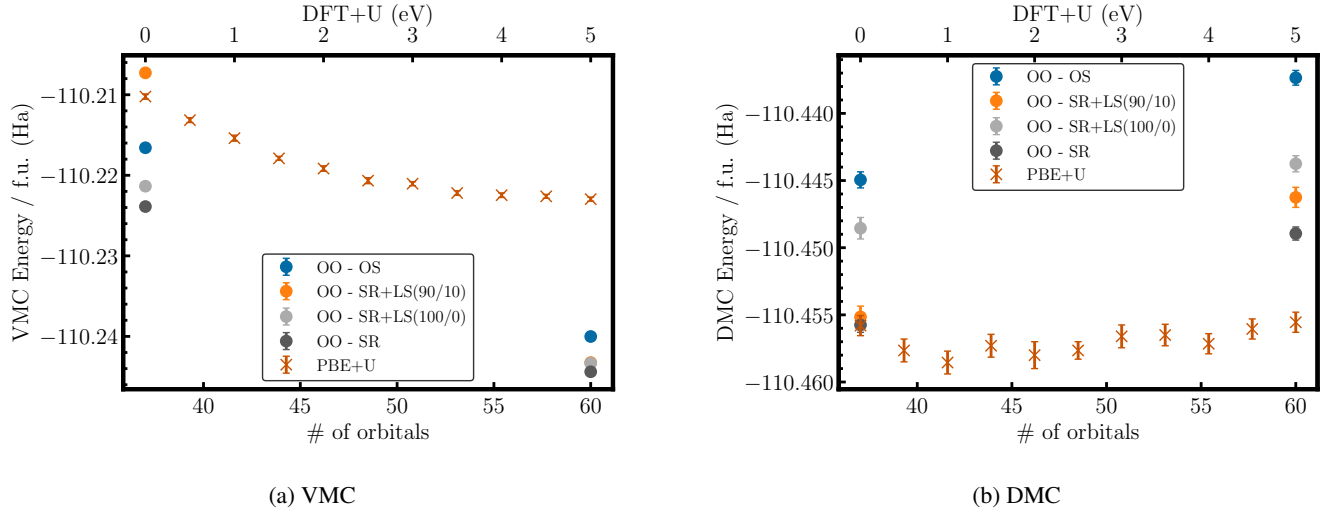 DFT+U (eV)
0 1 2 3 4 5
VMC Energy / f.u. (Ha)
−110.21
−110.22
−110.23
−110.24
OO - OS
OO - SR+LS(90/10)
OO - SR+LS(100/0)
OO - SR
PBE+U
40 45 50 55 60
# of orbitals
(a) VMC
DFT+U (eV)
0 1 2 3 4 5
DMC Energy / f.u. (Ha)
−110.440
−110.445
−110.450
−110.455
−110.460
OO - OS
OO - SR+LS(90/10)
OO - SR+LS(100/0)
OO - SR
PBE+U
40 45 50 55 60
# of orbitals
(b) DMC